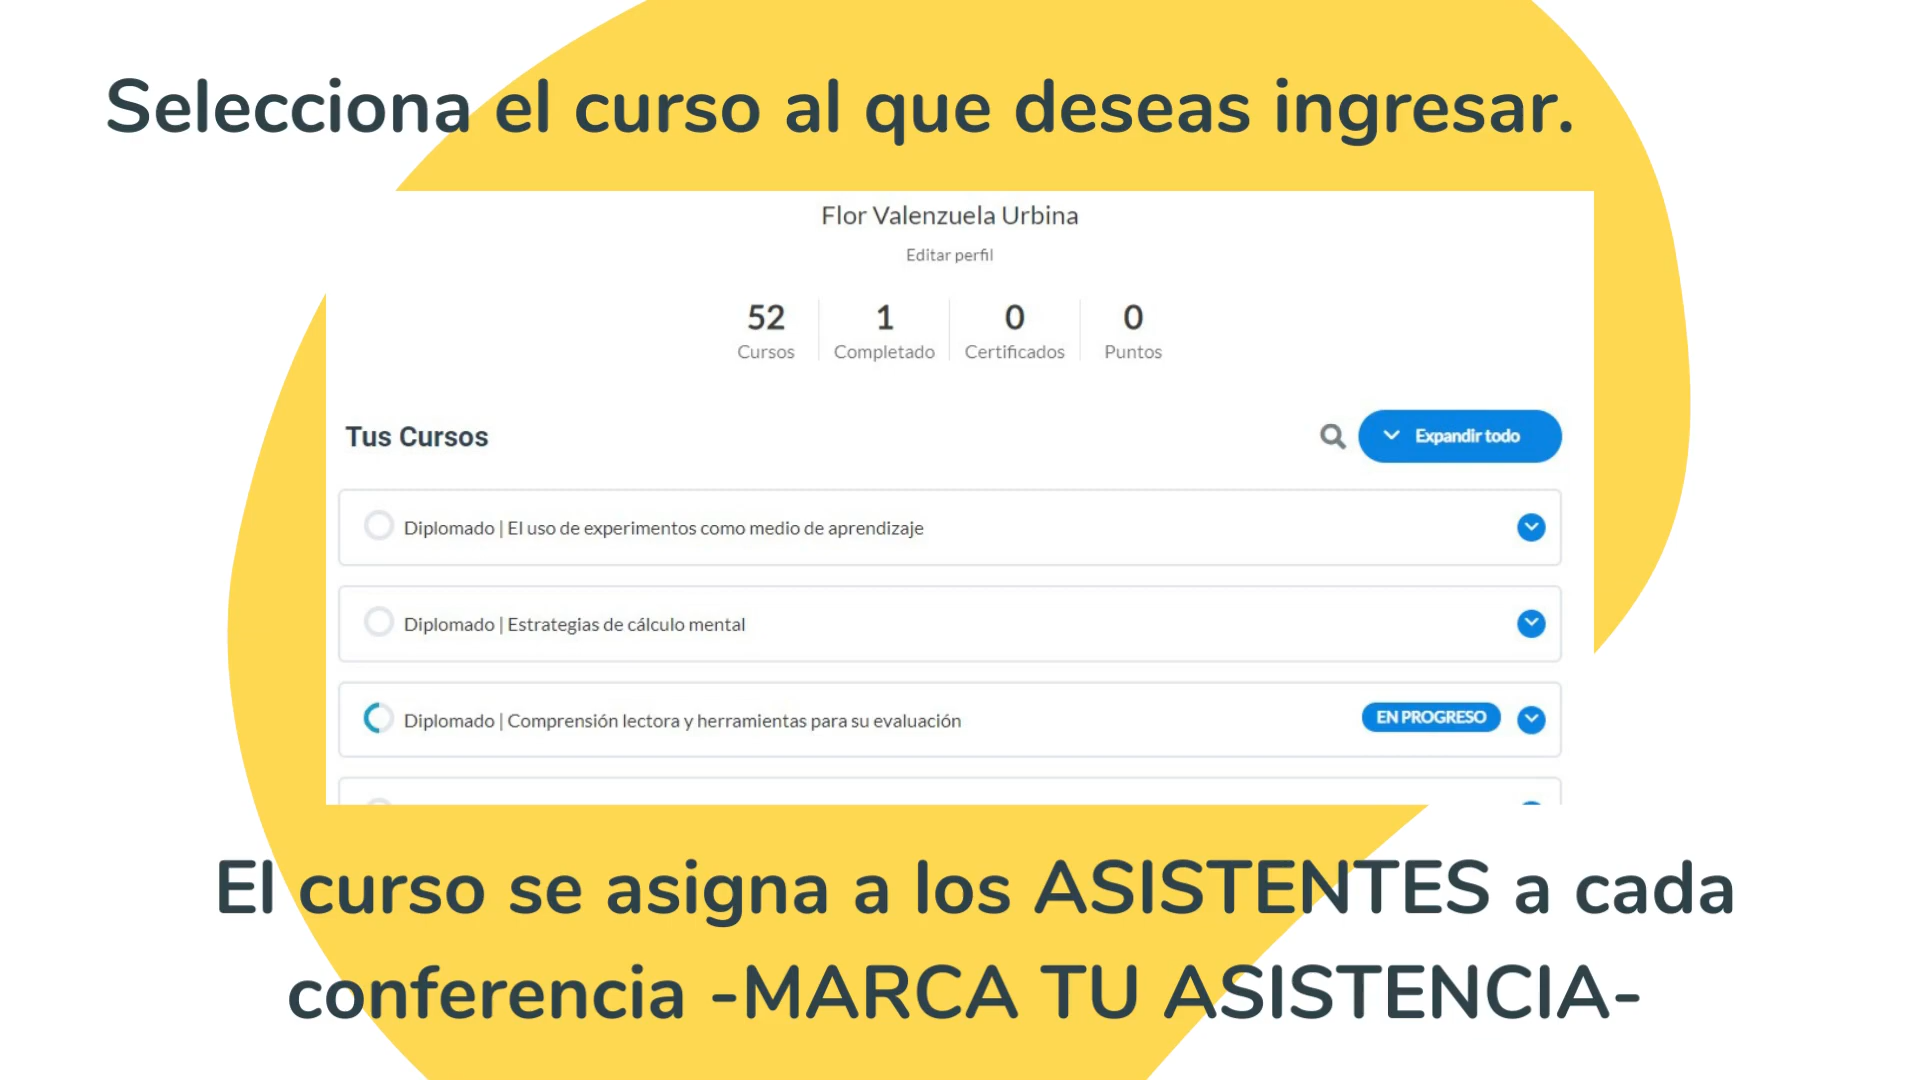 Selecciona el curso al que deseas ingresar.
Flor Valenzuela Urbina
Editar perfil
52 1 0 0
Cursos Completado Certificados Puntos
Tus Cursos
Expandir todo
Diplomado | El uso de experimentos como medio de aprendizaje
Diplomado | Estrategias de cálculo mental
Diplomado | Comprensión lectora y herramientas para su evaluación
EN PROGRESO
El curso se asigna a los ASISTENTES a cada
conferencia -MARCA TU ASISTENCIA-